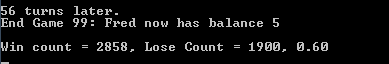 56 turns later.
End Game 99: Fred now has balance 5
Win count = 2858, Lose Count = 1900, 0.60